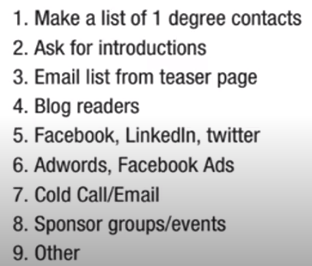 1. Make a list of 1 degree contacts
2. Ask for introductions
3. Email list from teaser page
4. Blog readers
5. Facebook, LinkedIn, twitter
6. Adwords, Facebook Ads
7. Cold Call/Email
8. Sponsor groups/events
9. Other